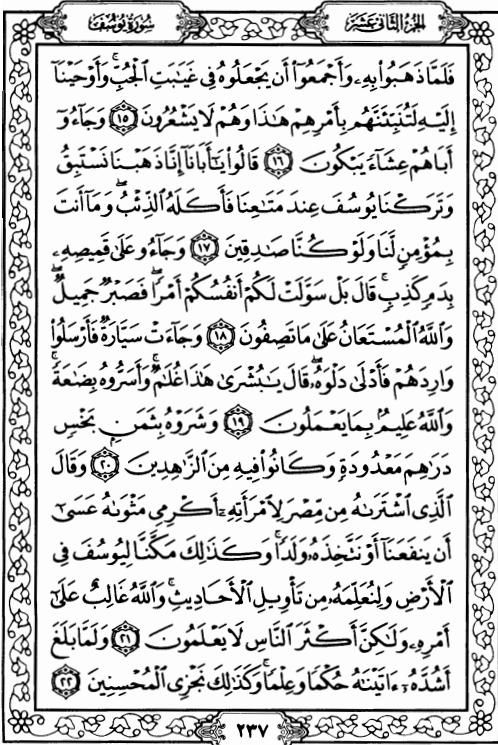 الجزء الثاني عشر سورة يوسف
فَلَمَّا ذَهَبُوا۟ بِهِۦ وَأَجْمَعُوٓا۟ أَن يَجْعَلُوهُ فِى غَيَٰبَتِ ٱلْجُبِّ ۚ وَأَوْحَيْنَآ
إِلَيْهِ لَتُنَبِّئَنَّهُم بِأَمْرِهِمْ هَٰذَا وَهُمْ لَا يَشْعُرُونَ ١٥ وَجَآءُوٓ
أَبَاهُمْ عِشَآءً يَبْكُونَ ١٦ قَالُوا۟ يَٰٓأَبَانَآ إِنَّا ذَهَبْنَا نَسْتَبِقُ
وَتَرَكْنَا يُوسُفَ عِندَ مَتَٰعِنَا فَأَكَلَهُ ٱلذِّئْبُ ۖ وَمَآ أَنتَ
بِمُؤْمِنٍ لَّنَا وَلَوْ كُنَّا صَٰدِقِينَ ١٧ وَجَآءُو عَلَىٰ قَمِيصِهِۦ
بِدَمٍ كَذِبٍ ۚ قَالَ بَلْ سَوَّلَتْ لَكُمْ أَنفُسُكُمْ أَمْرًا ۖ فَصَبْرٌ جَمِيلٌ ۖ
وَٱللَّهُ ٱلْمُسْتَعَانُ عَلَىٰ مَا تَصِفُونَ ١٨ وَجَآءَتْ سَيَّارَةٌ فَأَرْسَلُوا۟
وَارِدَهُمْ فَأَدْلَىٰ دَلْوَهُۥ ۖ قَالَ يَٰبُشْرَىٰ هَٰذَا غُلَٰمٌ ۚ وَأَسَرُّوهُ بِضَٰعَةً ۚ
وَٱللَّهُ عَلِيمٌۢ بِمَا يَعْمَلُونَ ١٩ وَشَرَوْهُ بِثَمَنٍۭ بَخْسٍ
دَرَٰهِمَ مَعْدُودَةٍ وَكَانُوا۟ فِيهِ مِنَ ٱلزَّٰهِدِينَ ٢٠ وَقَالَ
ٱلَّذِى ٱشْتَرَىٰهُ مِن مِّصْرَ لِٱمْرَأَتِهِۦٓ أَكْرِمِى مَثْوَىٰهُ عَسَىٰٓ
أَن يَنفَعَنَآ أَوْ نَتَّخِذَهُۥ وَلَدًا ۚ وَكَذَٰلِكَ مَكَّنَّا لِيُوسُفَ فِى
ٱلْأَرْضِ وَلِنُعَلِّمَهُۥ مِن تَأْوِيلِ ٱلْأَحَادِيثِ ۚ وَٱللَّهُ غَالِبٌ عَلَىٰٓ
أَمْرِهِۦ وَلَٰكِنَّ أَكْثَرَ ٱلنَّاسِ لَا يَعْلَمُونَ ٢١ وَلَمَّا بَلَغَ
أَشُدَّهُۥٓ ءَاتَيْنَٰهُ حُكْمًا وَعِلْمًا ۚ وَكَذَٰلِكَ نَجْزِى ٱلْمُحْسِنِينَ ٢٢
٢٣٧